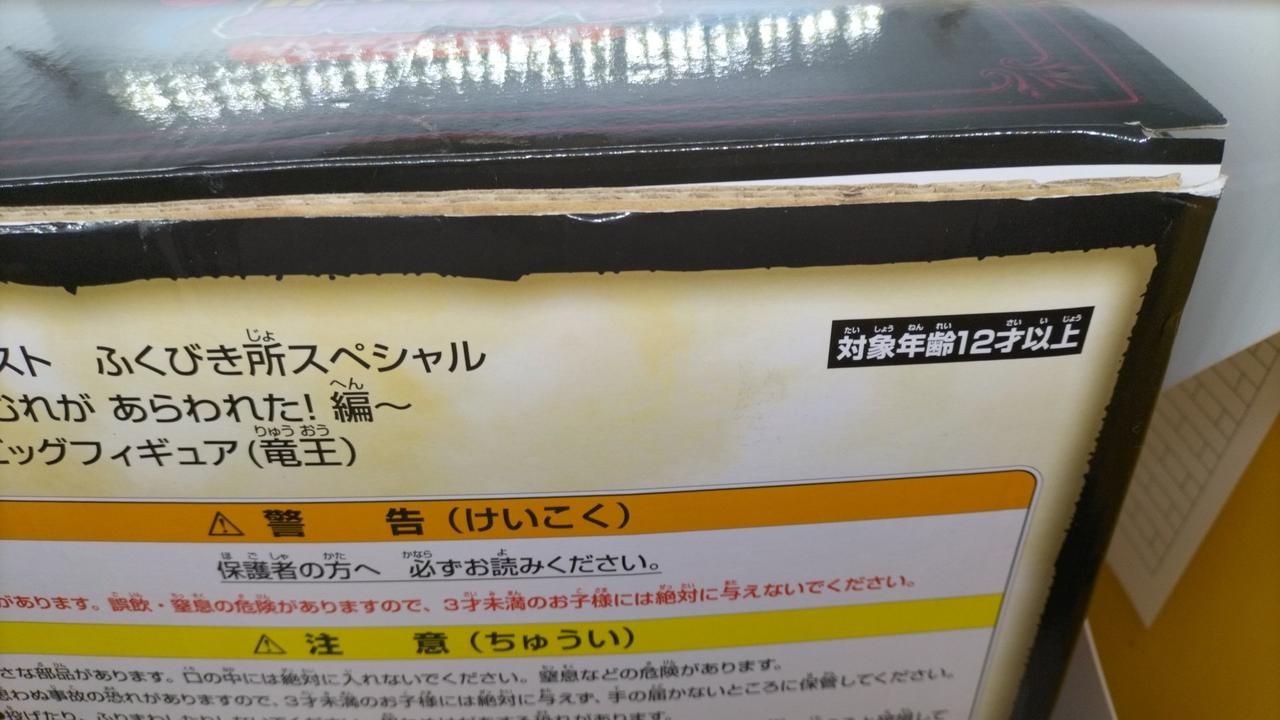 スト ふくびき所スペシャル
むれが あらわれた! 編～
ビッグフィギュア(竜王)
対象年齢12才以上
⚠ 警 告 (けいこく)
保護者の方へ 必ずお読みください。
があります。誤飲・窒息の危険がありますので、3才未満のお子様には絶対に与えないでください。
⚠ 注 意 (ちゅうい)
さな部品があります。口の中には絶対に入れないでください。窒息などの危険があります。
思わぬ事故の恐れがありますので、3才未満のお子様には絶対に与えず、手の届かないところに保管してください。